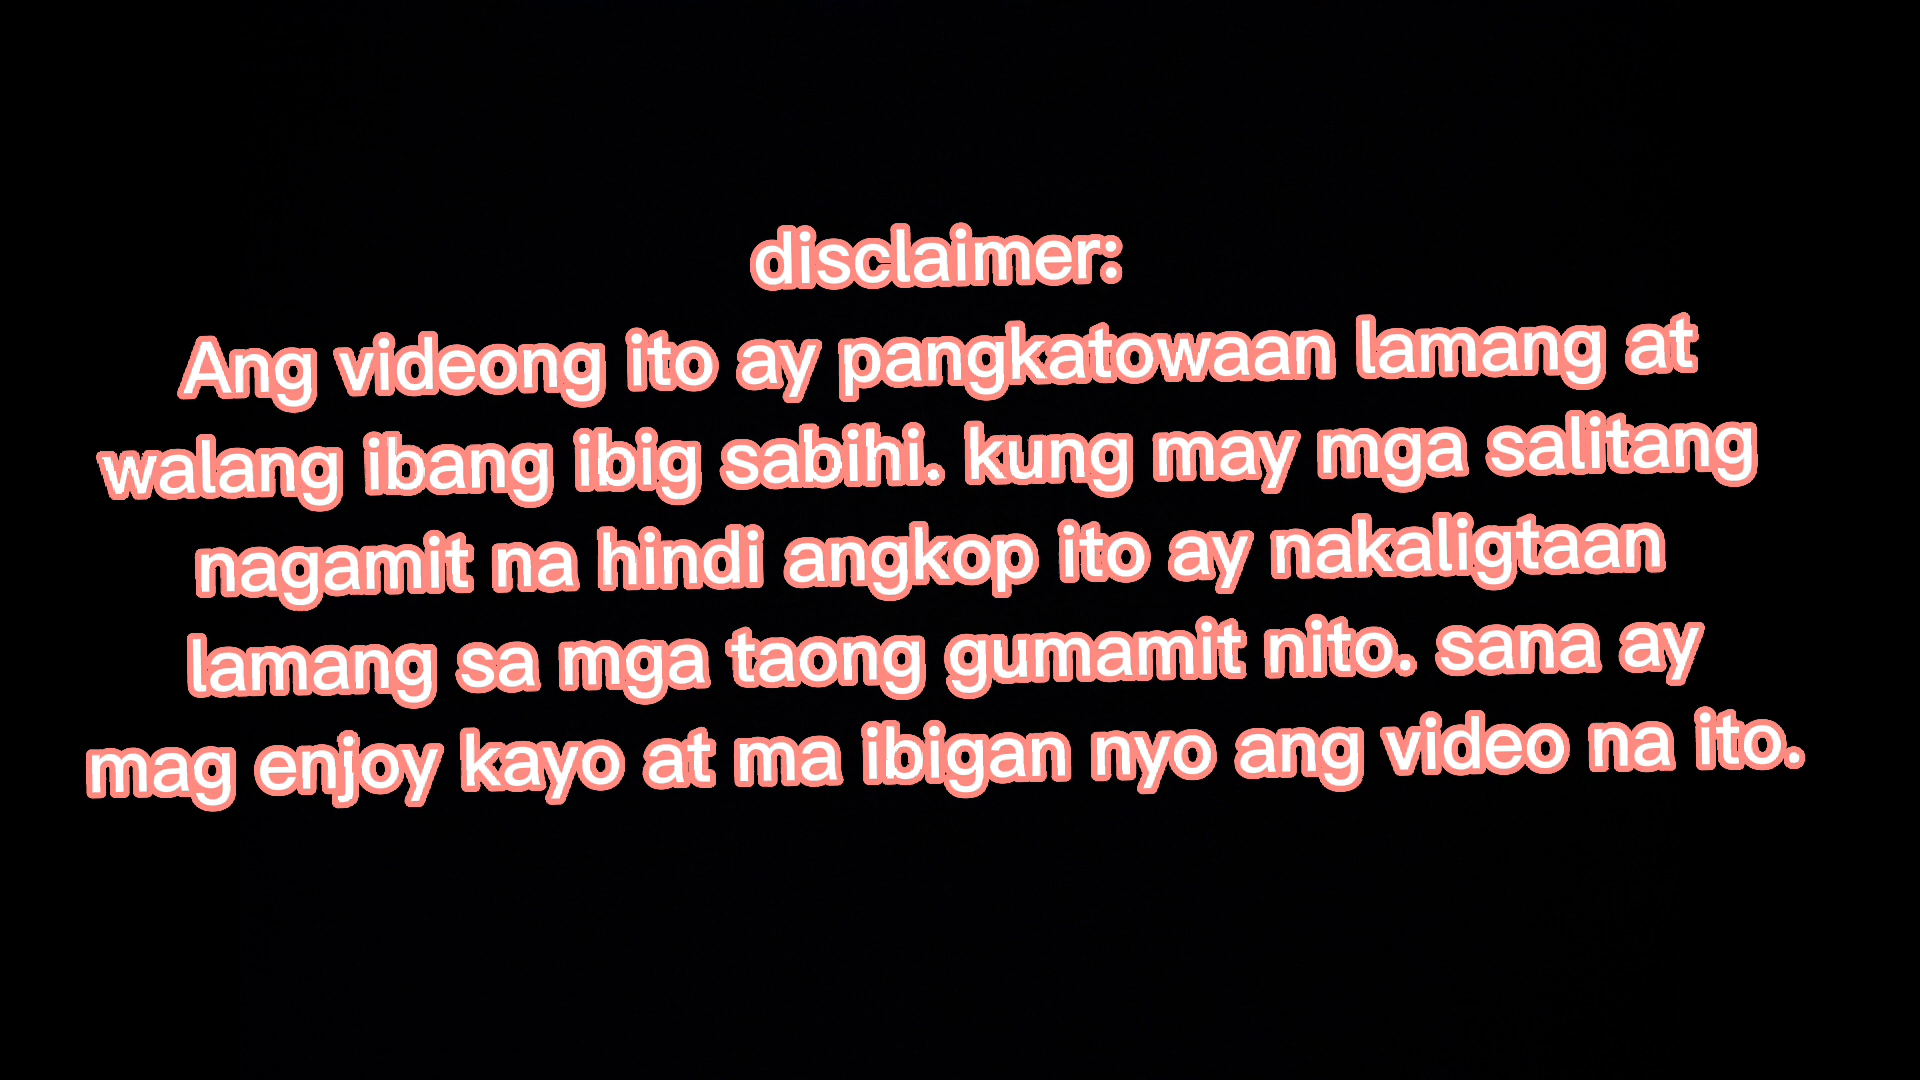 disclaimer:
Ang videong ito ay pangkatowaan lamang at
walang ibang ibig sabihi. kung may mga salitang
nagamit na hindi angkop ito ay nakaligtaan
lamang sa mga taong gumamit nito. sana ay
mag enjoy kayo at ma ibigan nyo ang video na ito.